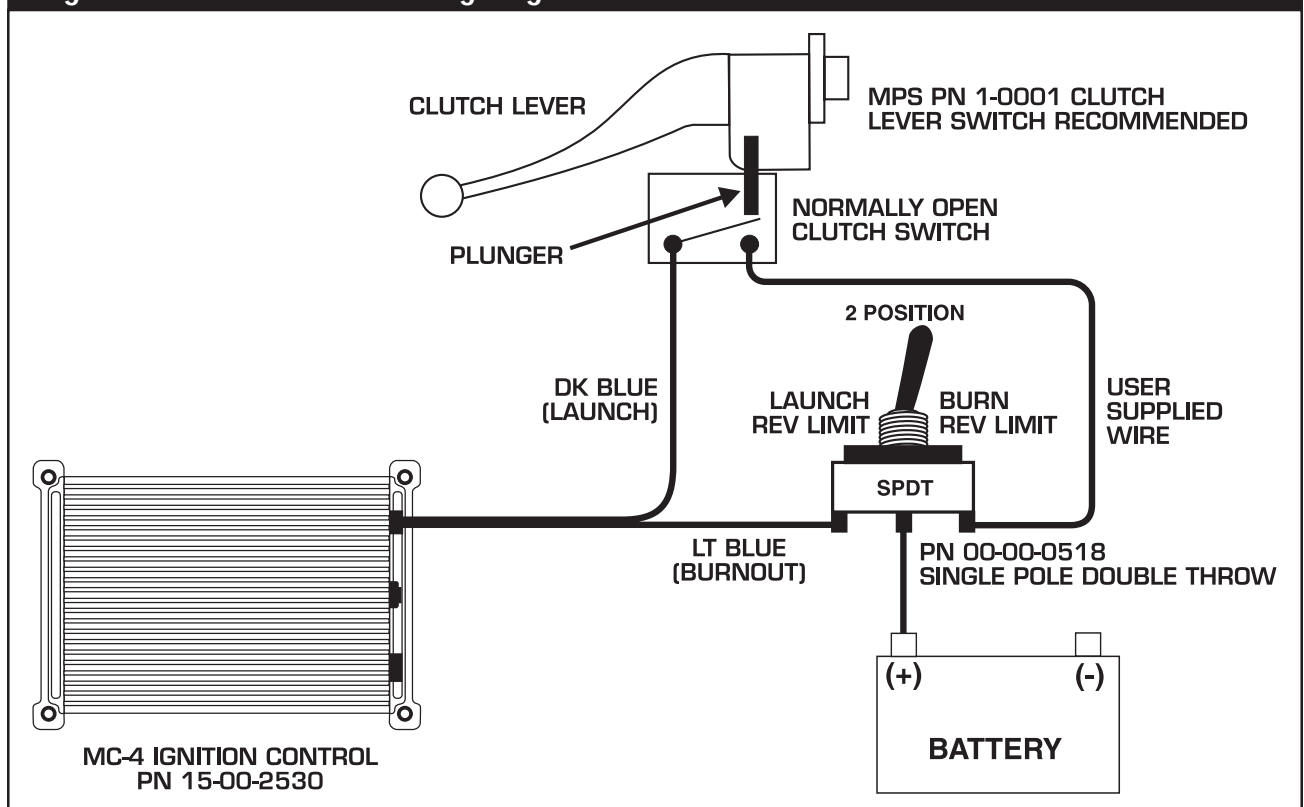 CLUTCH LEVER
MPS PN 1-0001 CLUTCH
LEVER SWITCH RECOMMENDED
NORMALLY OPEN
CLUTCH SWITCH
PLUNGER
2 POSITION
DK BLUE
(LAUNCH)
LAUNCH
REV LIMIT
BURN
REV LIMIT
USER
SUPPLIED
WIRE
SPDT
LT BLUE
(BURNOUT)
PN 00-00-0518
SINGLE POLE DOUBLE THROW
(+)
(-)
BATTERY
MC-4 IGNITION CONTROL
PN 15-00-2530